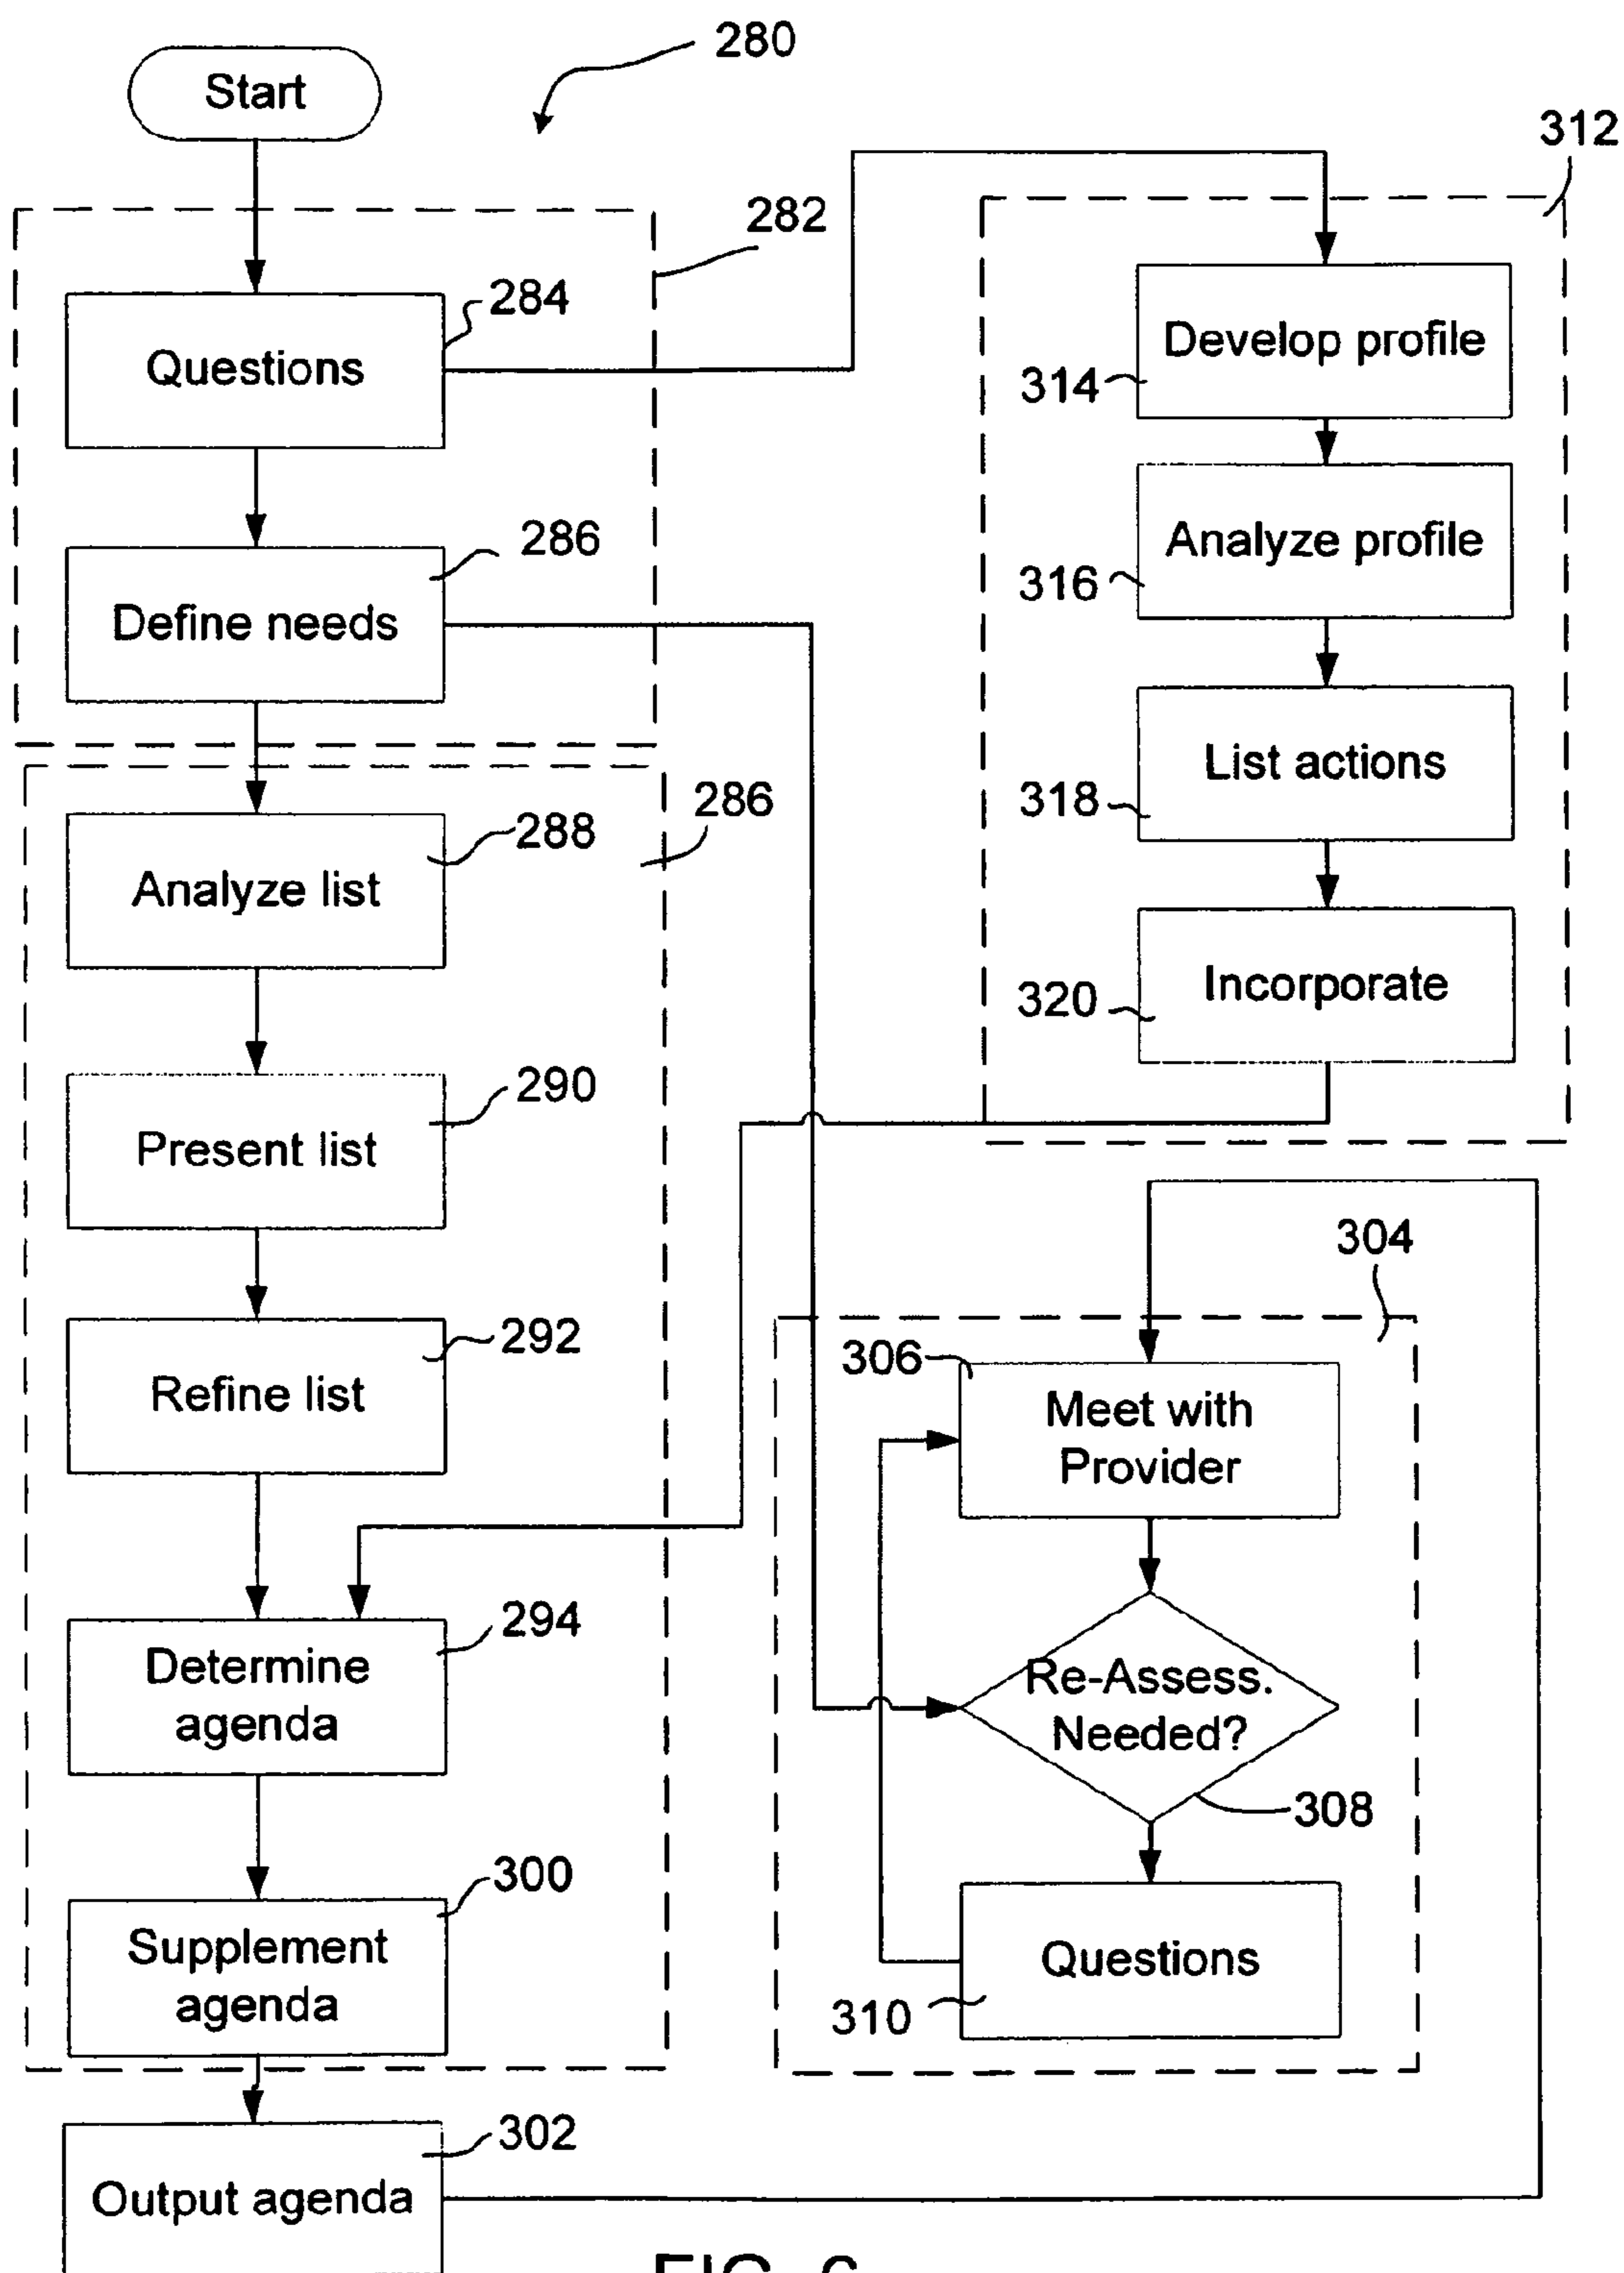 280
Start
312
282
284
Questions
Develop profile
314
286
Define needs
Analyze profile
316
286
288
Analyze list
List actions
318
290
Present list
Incorporate
320
304
292
Refine list
306
Meet with
Provider
294
Determine
agenda
Re-Assess.
Needed?
308
300
Supplement
agenda
Questions
310
302
Output agenda
FIG. 6